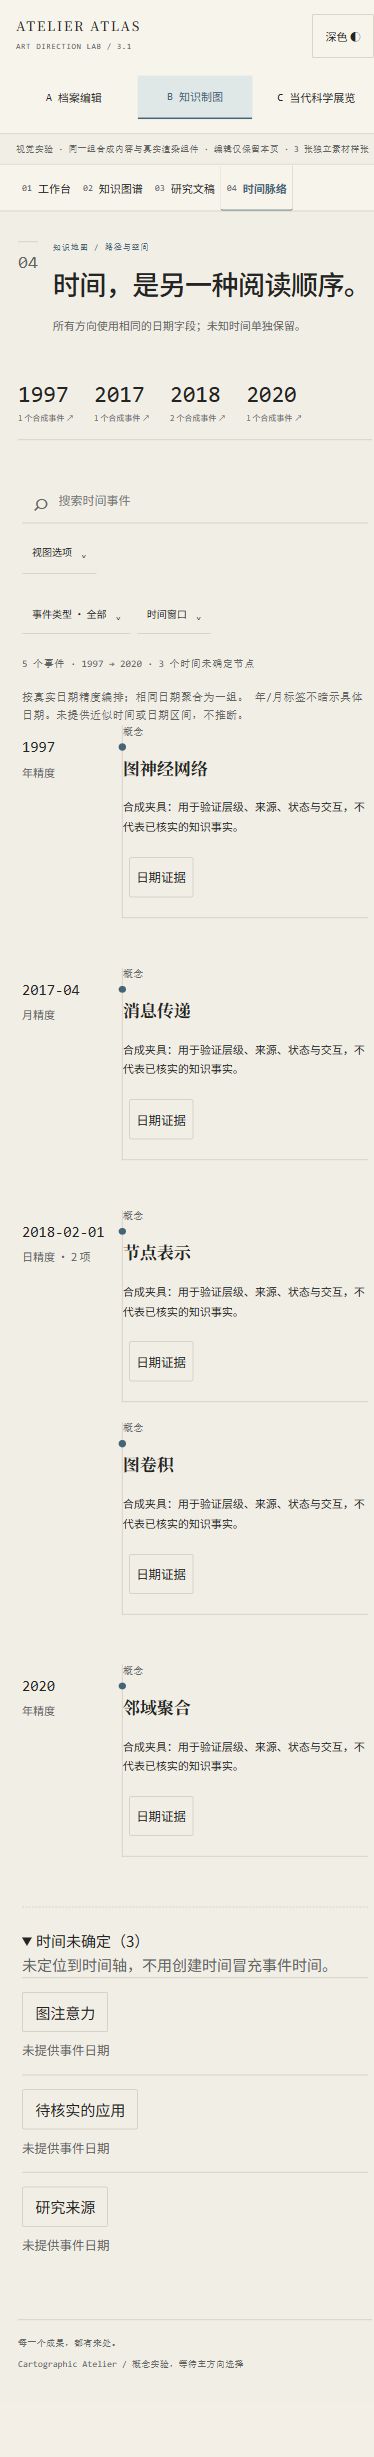 ATELIER ATLAS
ART DIRECTION LAB / 3.1
深色 ◐
A 档案编辑
B 知识制图
C 当代科学展览
视觉实验 · 同一组合成内容与真实渲染组件 · 编辑仅保留本页 · 3 张独立素材样张
01 工作台 02 知识图谱 03 研究文稿 04 时间脉络
04
知识地图 / 路径与空间
时间，是另一种阅读顺序。
所有方向使用相同的日期字段；未知时间单独保留。
1997 2017 2018 2020
1 个合成事件 ↗ 1 个合成事件 ↗ 2 个合成事件 ↗ 1 个合成事件 ↗
搜索时间事件
视图选项
事件类型 · 全部
时间窗口
5 个事件 · 1997 → 2020 · 3 个时间未确定节点
按真实日期精度编排；相同日期聚合为一组。 年/月标签不暗示具体
日期。未提供近似时间或日期区间，不推断。
1997
年精度
概念
图神经网络
合成夹具：用于验证层级、来源、状态与交互，不
代表已核实的知识事实。
日期证据
2017-04
月精度
概念
消息传递
合成夹具：用于验证层级、来源、状态与交互，不
代表已核实的知识事实。
日期证据
2018-02-01
日精度 · 2 项
概念
节点表示
合成夹具：用于验证层级、来源、状态与交互，不
代表已核实的知识事实。
日期证据
概念
图卷积
合成夹具：用于验证层级、来源、状态与交互，不
代表已核实的知识事实。
日期证据
2020
年精度
概念
邻域聚合
合成夹具：用于验证层级、来源、状态与交互，不
代表已核实的知识事实。
日期证据
▼ 时间未确定（3）
未定位到时间轴，不用创建时间冒充事件时间。
图注意力
未提供事件日期
待核实的应用
未提供事件日期
研究来源
未提供事件日期
每一个成果，都有来处。
Cartographic Atelier / 概念实验，等待主方向选择